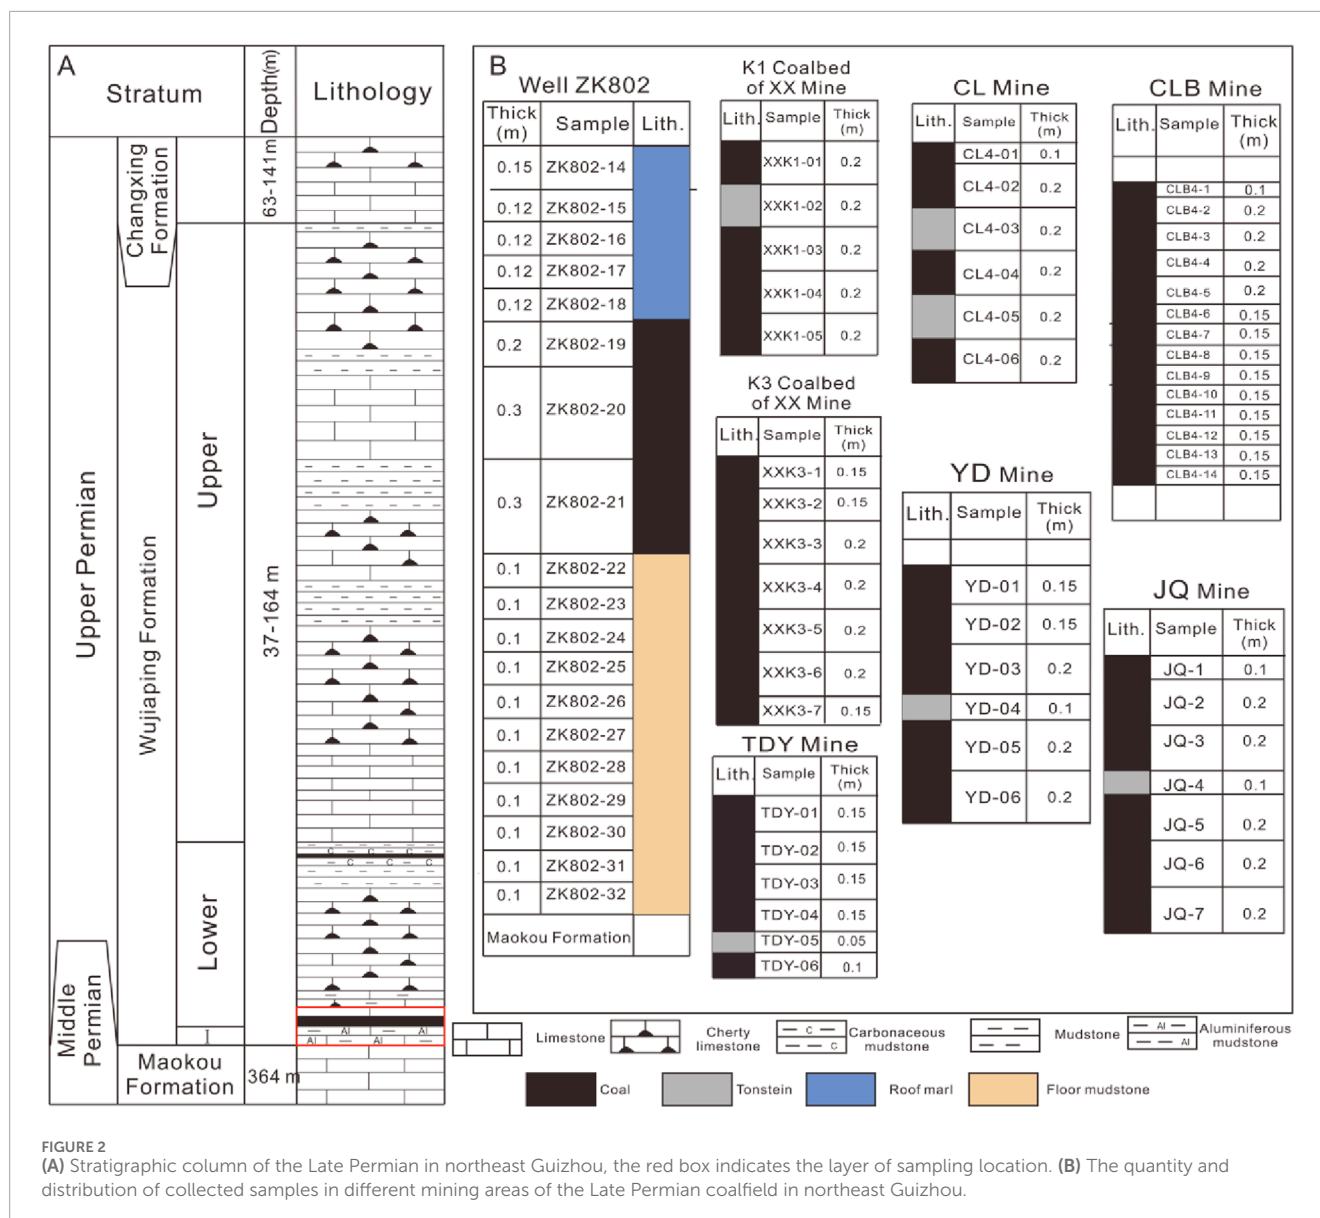 A
Stratum
Depth(m)
Lithology
Changxing
Formation
63-141m
Upper Permian
Wujiaping Formation
Upper
37-164 m
Lower
C C C
C C C
Middle
Permian
I
Al
Al Al
Maokou
Formation
364 m
B
Well ZK802
Thick
(m)
Sample
Lith.
0.15 ZK802-14
0.12 ZK802-15
0.12 ZK802-16
0.12 ZK802-17
0.12 ZK802-18
0.2 ZK802-19
0.3 ZK802-20
0.3 ZK802-21
0.1 ZK802-22
0.1 ZK802-23
0.1 ZK802-24
0.1 ZK802-25
0.1 ZK802-26
0.1 ZK802-27
0.1 ZK802-28
0.1 ZK802-29
0.1 ZK802-30
0.1 ZK802-31
0.1 ZK802-32
Maokou Formation
K1 Coalbed
of XX Mine
Lith. Sample Thick
(m)
XXK1-01 0.2
XXK1-02 0.2
XXK1-03 0.2
XXK1-04 0.2
XXK1-05 0.2
K3 Coalbed
of XX Mine
Lith. Sample Thick
(m)
XXK3-1 0.15
XXK3-2 0.15
XXK3-3 0.2
XXK3-4 0.2
XXK3-5 0.2
XXK3-6 0.2
XXK3-7 0.15
TDY Mine
Lith. Sample Thick
(m)
TDY-01 0.15
TDY-02 0.15
TDY-03 0.15
TDY-04 0.15
TDY-05 0.05
TDY-06 0.1
CL Mine
Lith. Sample Thick
(m)
CL4-01 0.1
CL4-02 0.2
CL4-03 0.2
CL4-04 0.2
CL4-05 0.2
CL4-06 0.2
YD Mine
Lith. Sample Thick
(m)
YD-01 0.15
YD-02 0.15
YD-03 0.2
YD-04 0.1
YD-05 0.2
YD-06 0.2
CLB Mine
Lith. Sample Thick
(m)
CLB4-1 0.1
CLB4-2 0.2
CLB4-3 0.2
CLB4-4 0.2
CLB4-5 0.2
CLB4-6 0.15
CLB4-7 0.15
CLB4-8 0.15
CLB4-9 0.15
CLB4-10 0.15
CLB4-11 0.15
CLB4-12 0.15
CLB4-13 0.15
CLB4-14 0.15
JQ Mine
Lith. Sample Thick
(m)
JQ-1 0.1
JQ-2 0.2
JQ-3 0.2
JQ-4 0.1
JQ-5 0.2
JQ-6 0.2
JQ-7 0.2
Limestone
Cherty
limestone
C
C
Carbonaceous
mudstone
Mudstone
Al
Al
Aluminiferous
mudstone
Coal
Tonstein
Roof marl
Floor mudstone
FIGURE 2
(A) Stratigraphic column of the Late Permian in northeast Guizhou, the red box indicates the layer of sampling location. (B) The quantity and
distribution of collected samples in different mining areas of the Late Permian coalfield in northeast Guizhou.